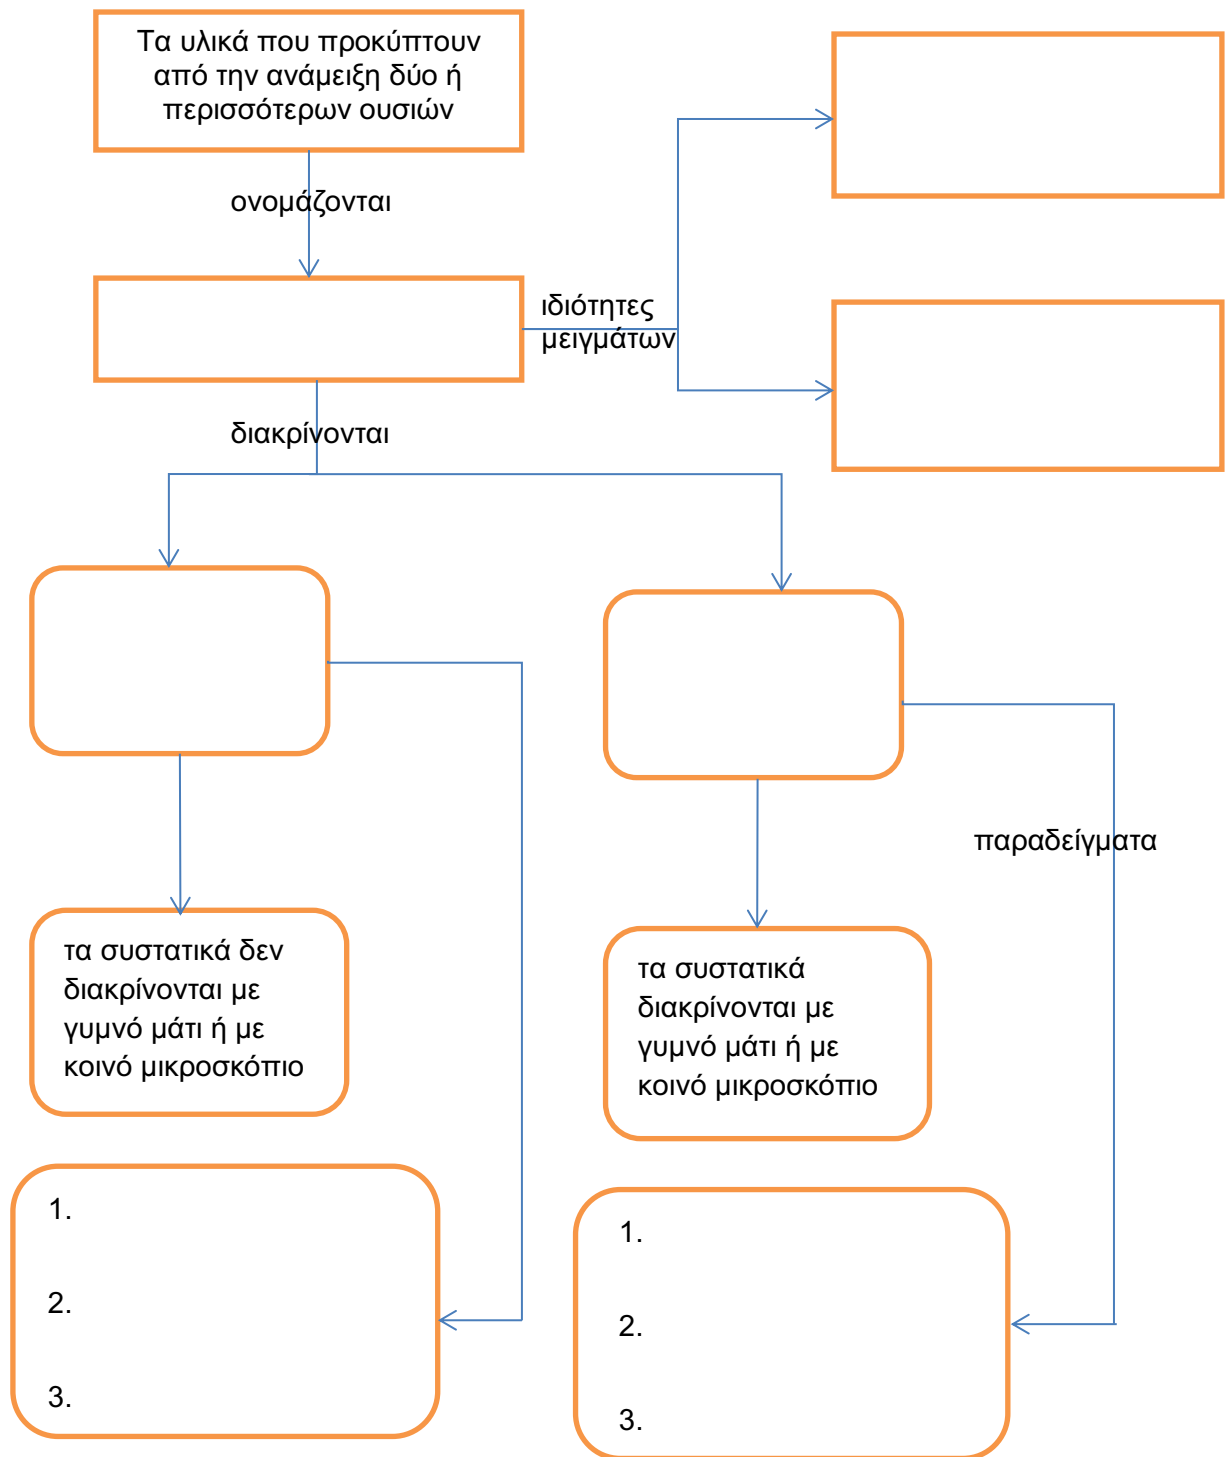 Τα υλικά που προκύπτουν
από την ανάμειξη δύο ή
περισσότερων ουσιών
ονομάζονται
ιδιότητες
μειγμάτων
διακρίνονται
παραδείγματα
τα συστατικά δεν
διακρίνονται με
γυμνό μάτι ή με
κοινό μικροσκόπιο
τα συστατικά
διακρίνονται με
γυμνό μάτι ή με
κοινό μικροσκόπιο
1.
2.
3.
1.
2.
3.